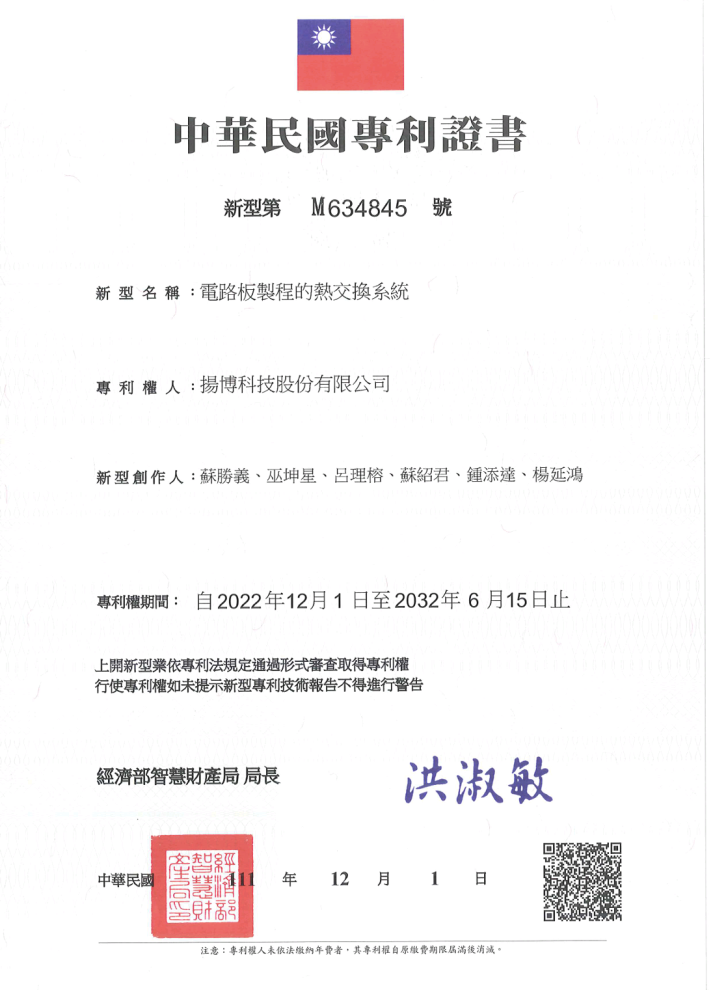 中華民國專利證書
新型第 M634845 號
新型名稱：電路板製程的熱交換系統
專利權人：揚博科技股份有限公司
新型創作人：蘇勝義、巫坤星、呂理榕、蘇紹君、鍾添達、楊延鴻
專利權期間： 自2022年12月1日至2032年 6 月15日止
上開新型業依專利法規定通過形式審查取得專利權
行使專利權如未提示新型專利技術報告不得進行警告
經濟部智慧財產局 局長 洪淑敏
經濟部智慧財產局印
中華民國 111 年 12 月 1 日
注意：專利權人未依法繳納年費者，其專利權自原繳費期限屆滿後消滅。